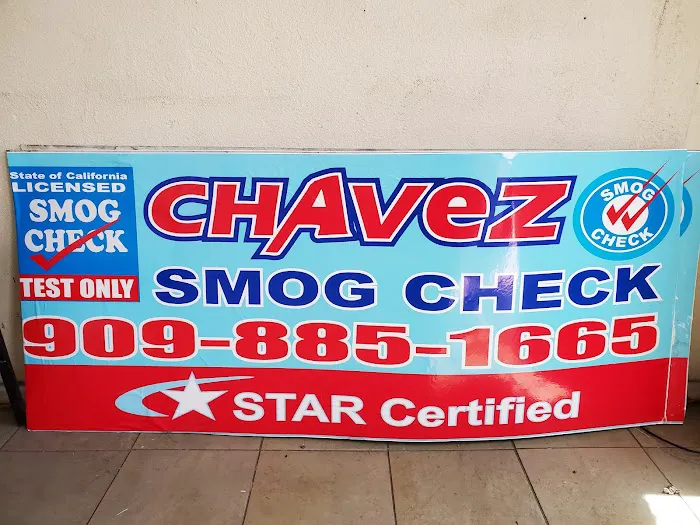 State of California
LICENSED
SMOG
CHECK
TEST ONLY
CHAVEZ
SMOG
CHECK
SMOG CHECK
909-885-1665
STAR Certified